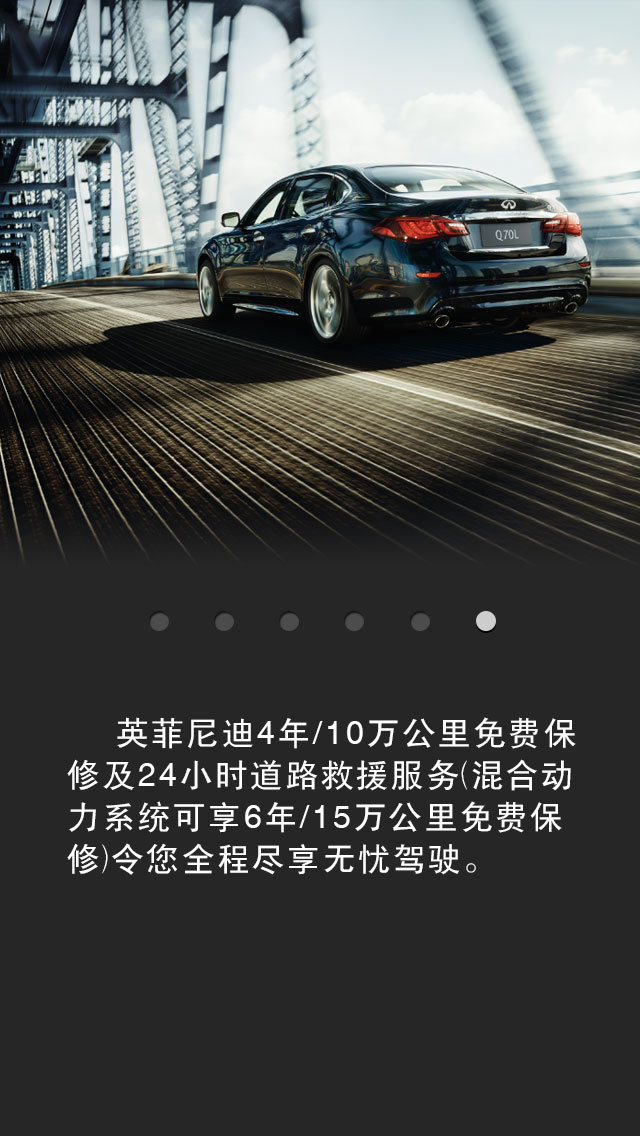 Q70L
英菲尼迪4年/10万公里免费保
修及24小时道路救援服务(混合动
力系统可享6年/15万公里免费保
修)令您全程尽享无忧驾驶。